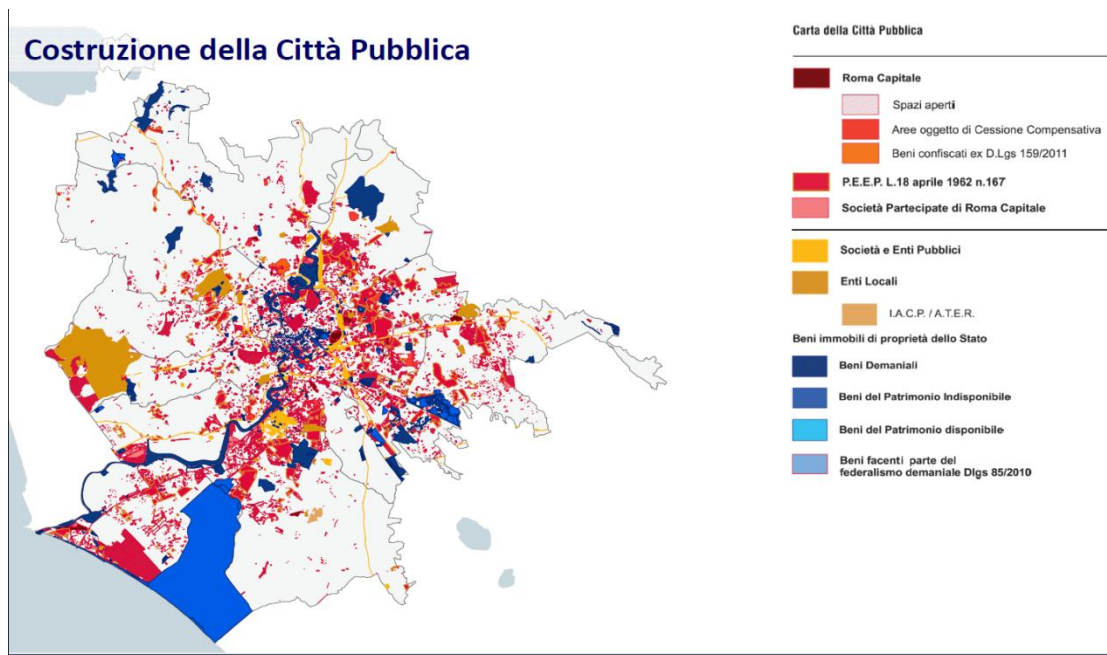 Costruzione della Città Pubblica
Carta della Città Pubblica
Roma Capitale
Spazi aperti
Aree oggetto di Cessione Compensativa
Beni confiscati ex D.Lgs 159/2011
P.E.E.P. L.18 aprile 1962 n.167
Società Partecipate di Roma Capitale
Società e Enti Pubblici
Enti Locali
I.A.C.P. / A.T.E.R.
Beni immobili di proprietà dello Stato
Beni Demaniali
Beni del Patrimonio Indisponibile
Beni del Patrimonio disponibile
Beni facenti parte del
federalismo demaniale Dlgs 85/2010